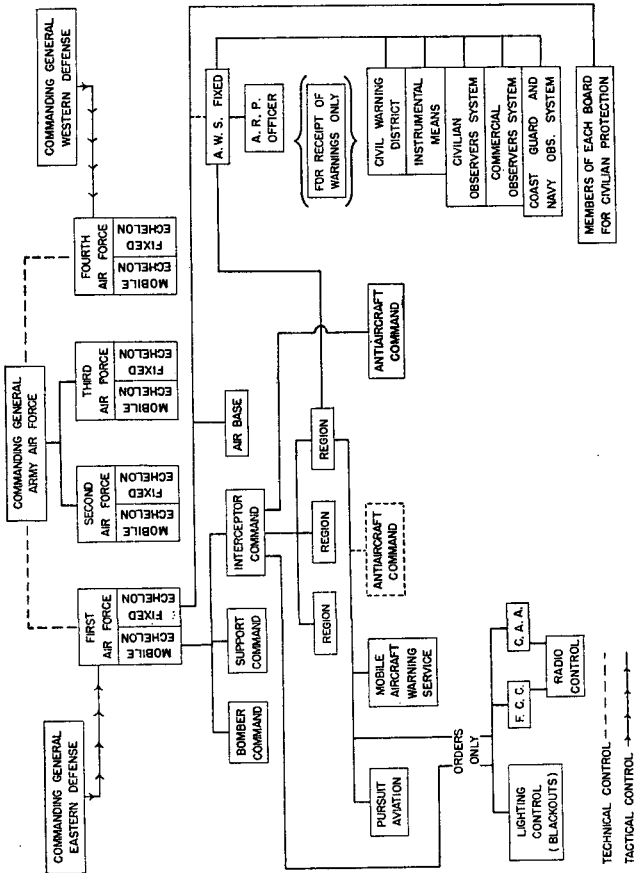 COMMANDING GENERAL
ARMY AIR FORCE
COMMANDING GENERAL
EASTERN DEFENSE
COMMANDING GENERAL
WESTERN DEFENSE
FIRST
AIR FORCE
MOBILE
ECHELON
FIXED
ECHELON
SECOND
AIR FORCE
MOBILE
ECHELON
FIXED
ECHELON
THIRD
AIR FORCE
MOBILE
ECHELON
FIXED
ECHELON
FOURTH
AIR FORCE
MOBILE
ECHELON
FIXED
ECHELON
BOMBER
COMMAND
SUPPORT
COMMAND
INTERCEPTOR
COMMAND
AIR BASE
A.W.S. FIXED
A. R. P.
OFFICER
FOR RECEIPT OF
WARNINGS ONLY
REGION
REGION
REGION
CIVIL WARNING
DISTRICT
INSTRUMENTAL
MEANS
CIVILIAN
OBSERVERS SYSTEM
COMMERCIAL
OBSERVERS SYSTEM
COAST GUARD AND
NAVY OBS. SYSTEM
PURSUIT
AVIATION
MOBILE
AIRCRAFT
WARNING
SERVICE
ANTIAIRCRAFT
COMMAND
ANTIAIRCRAFT
COMMAND
MEMBERS OF EACH BOARD
FOR CIVILIAN PROTECTION
ORDERS
ONLY
LIGHTING
CONTROL
(BLACKOUTS)
F. C. C.
C. A. A.
RADIO
CONTROL
TECHNICAL CONTROL
TACTICAL CONTROL